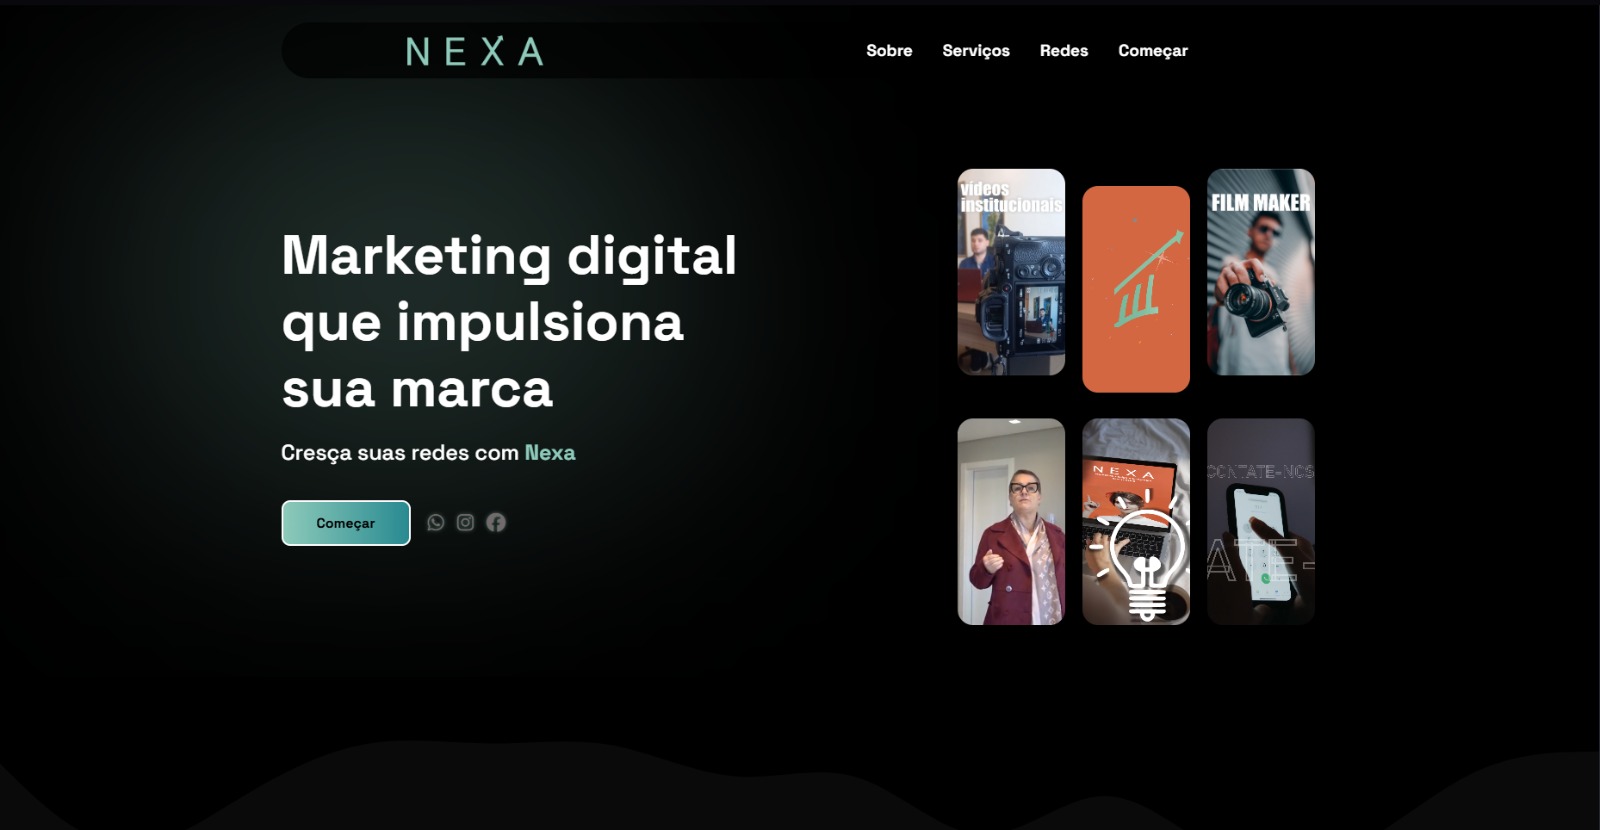 NEXA
Sobre Serviços Redes Começar
Marketing digital
que impulsiona
sua marca
Cresça suas redes com Nexa
Começar
vídeos
institucionais
FILM MAKER
NEXA
CONTATE-NOS
ATE-